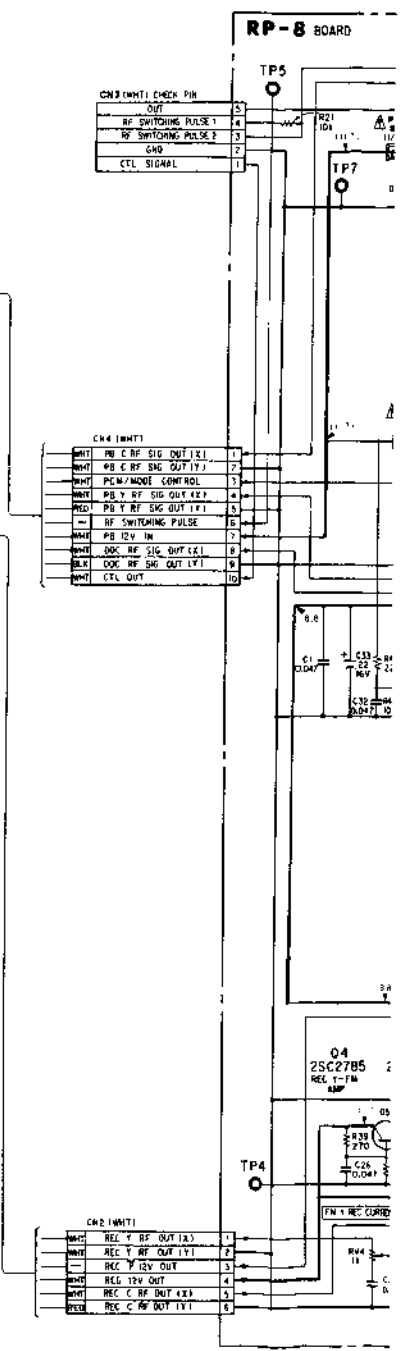 RP-8 BOARD
TP5
CN3 (WHT) CHECK PIN
OUT 5
RF SWITCHING PULSE 1 4
RF SWITCHING PULSE 2 3
GND 2
CTL SIGNAL 1
R21
10k
TP7
CN4 (WHT)
WHT PB C RF SIG OUT (X) 1
WHT PB C RF SIG OUT (Y) 2
WHT PCM/MODE CONTROL 3
WHT PB Y RF SIG OUT (X) 4
RED PB Y RF SIG OUT (Y) 5
— RF SWITCHING PULSE 6
WHT PB 12V IN 7
WHT DOC RF SIG OUT (X) 8
BLK DOC RF SIG OUT (Y) 9
WHT CTL OUT 10
8.8
C1
0.047
C33
22
16V
C32
0.047
Q4
2SC2785
REC Y-FM
AMP
R39
270
C26
0.047
TP4
FM Y REC CURRE
CN2 (WHT)
WHT REC Y RF OUT (X) 1
WHT REC Y RF OUT (Y) 2
— REC P 12V OUT 3
WHT REC 12V OUT 4
WHT REC C RF OUT (X) 5
RED REC C RF OUT (Y) 6
R44
1k